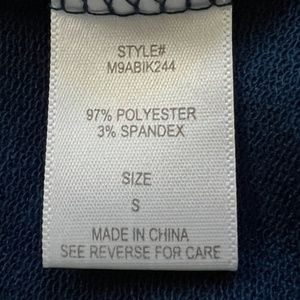 STYLE#
M9ABIK244
97% POLYESTER
3% SPANDEX
SIZE
S
MADE IN CHINA
SEE REVERSE FOR CARE